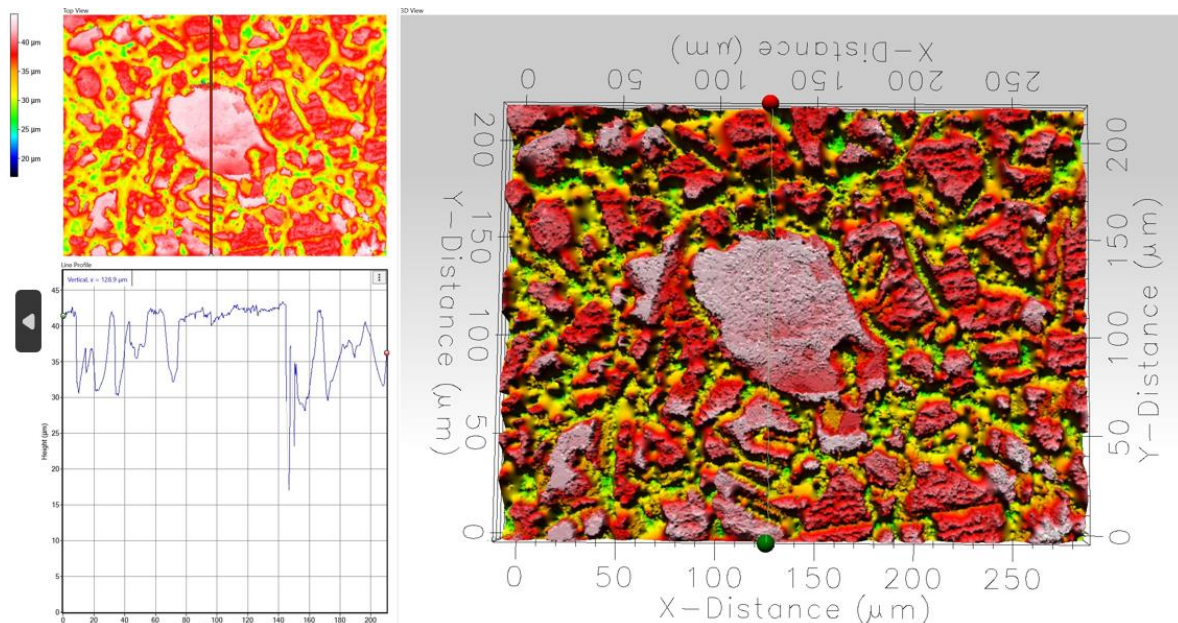 Top View
40 µm
35 µm
30 µm
25 µm
20 µm
Line Profile
Vertical, x = 128.9 µm
45
40
35
30
25
20
15
10
5
0
Height (µm)
0 20 40 60 80 100 120 140 160 180 200
3D View
X-Distance (µm)
0 50 100 150 200 250
200
150
100
50
0
Y-Distance (µm)
200
150
100
50
0
Y-Distance (µm)
0 50 100 150 200 250
X-Distance (µm)